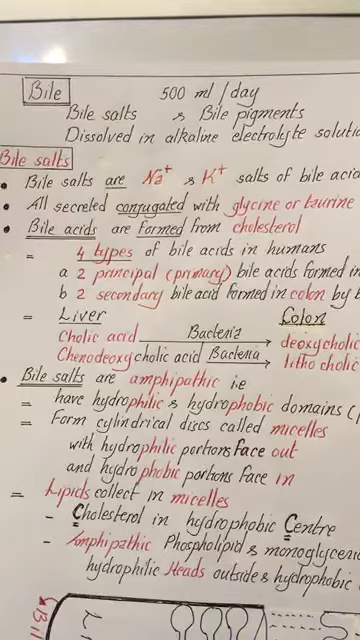 Bile 500 ml/day
Bile salts & Bile pigments
Dissolved in alkaline electrolyte
Bile salts
• Bile salts are Na+ & K+ salts of bile
• All secreted conjugated with glycine or taurine
• Bile acids are formed from cholesterol
= 4 types of bile acids in humans
a 2 principal (primary) bile acids formed in
b 2 secondary bile acid formed in colon by
= Liver Colon
Cholic acid Bacteria → deoxycholic
Chenodeoxycholic acid Bacteria → litho cholic
• Bile salts are amphipathic i.e
= have hydrophilic & hydrophobic domains (
= Form cylindrical discs called micelles
with hydrophilic portions face out
and hydrophobic portions face in
= Lipids collect in micelles
- Cholesterol in hydrophobic Centre
- Amphipathic Phospholipid &
hydrophilic Heads outside & hydrophobic